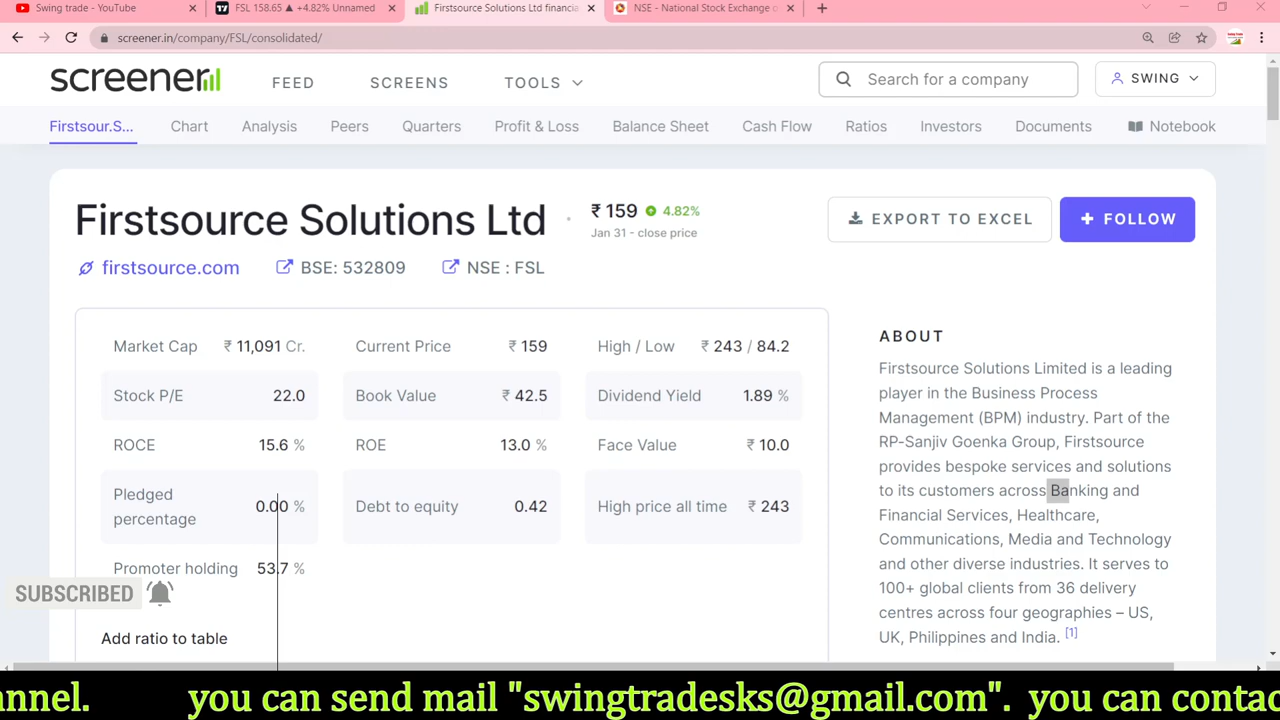 Swing trade - YouTube
FSL 158.65 ▲ +4.82% Unnamed
Firstsource Solutions Ltd financia
NSE - National Stock Exchange o
screener.in/company/FSL/consolidated/
screener
FEED
SCREENS
TOOLS
Search for a company
SWING
Firstsour.S...
Chart
Analysis
Peers
Quarters
Profit & Loss
Balance Sheet
Cash Flow
Ratios
Investors
Documents
Notebook
Firstsource Solutions Ltd
₹ 159 4.82%
Jan 31 - close price
EXPORT TO EXCEL
FOLLOW
firstsource.com
BSE: 532809
NSE : FSL
Market Cap ₹ 11,091 Cr.
Current Price ₹ 159
High / Low ₹ 243 / 84.2
Stock P/E 22.0
Book Value ₹ 42.5
Dividend Yield 1.89 %
ROCE 15.6 %
ROE 13.0 %
Face Value ₹ 10.0
Pledged
percentage 0.00 %
Debt to equity 0.42
High price all time ₹ 243
Promoter holding 53.7 %
Add ratio to table
ABOUT
Firstsource Solutions Limited is a leading
player in the Business Process
Management (BPM) industry. Part of the
RP-Sanjiv Goenka Group, Firstsource
provides bespoke services and solutions
to its customers across Banking and
Financial Services, Healthcare,
Communications, Media and Technology
and other diverse industries. It serves to
100+ global clients from 36 delivery
centres across four geographies – US,
UK, Philippines and India. [1]
SUBSCRIBED
annel. you can send mail "swingtradesks@gmail.com". you can contac